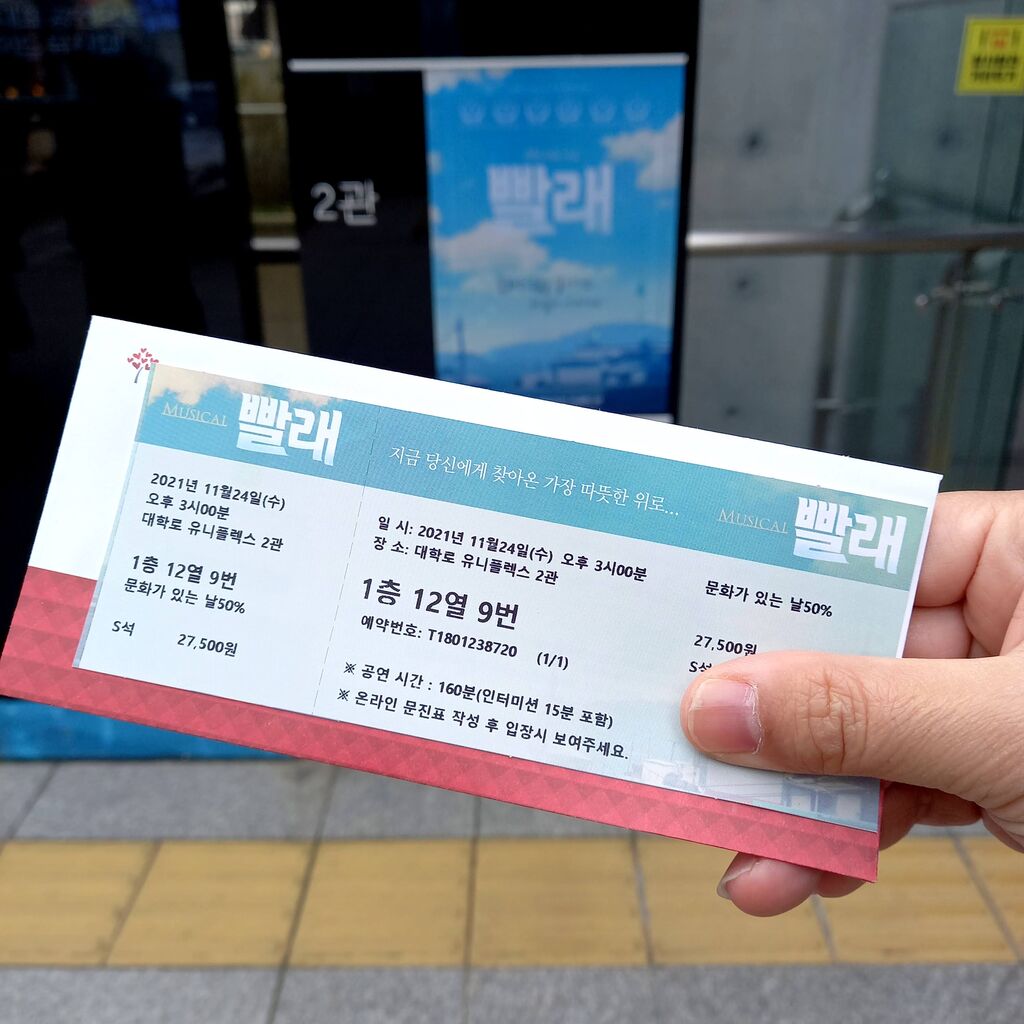 2관
빨래
MUSICAL 빨래
2021년 11월24일(수)
오후 3시00분
대학로 유니플렉스 2관
1층 12열 9번
문화가 있는 날50%
S석 27,500원
지금 당신에게 찾아온 가장 따뜻한 위로...
MUSICAL 빨래
일 시: 2021년 11월24일(수) 오후 3시00분
장 소: 대학로 유니플렉스 2관
1층 12열 9번
예약번호: T1801238720 (1/1)
※ 공연 시간 : 160분(인터미션 15분 포함)
※ 온라인 문진표 작성 후 입장시 보여주세요.
문화가 있는 날50%
27,500원
S석